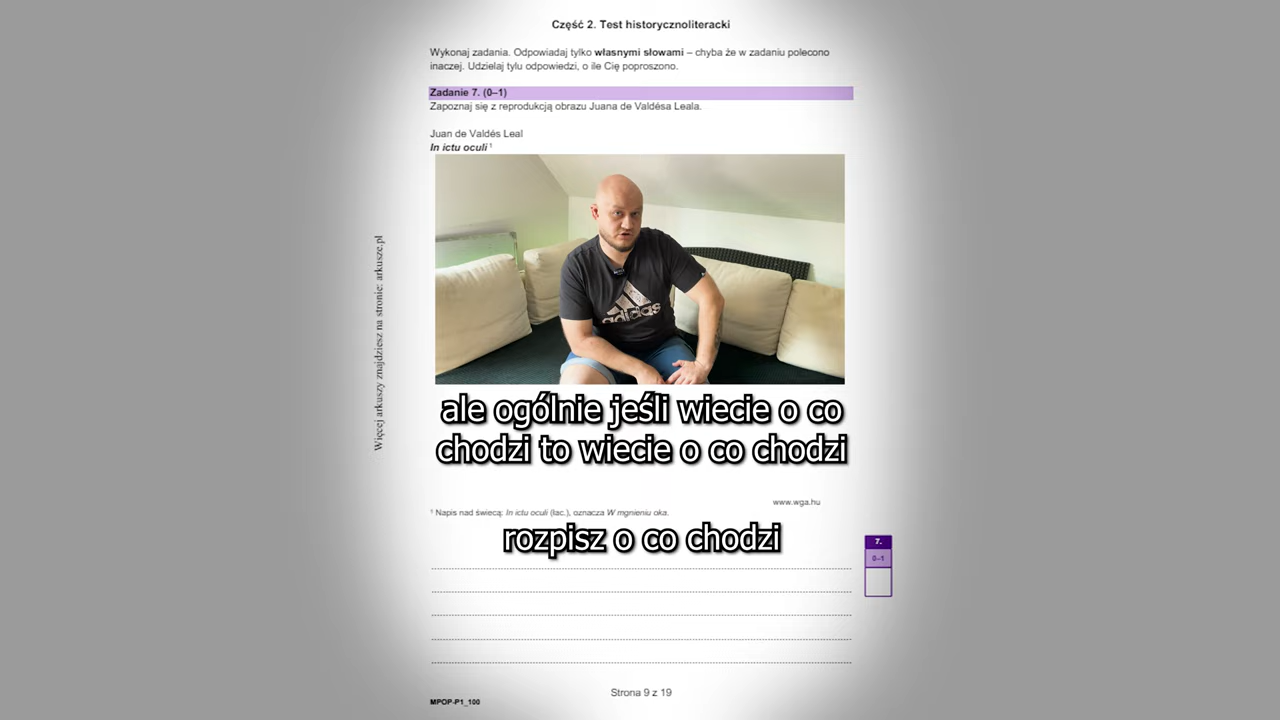 Część 2. Test historycznoliteracki
Wykonaj zadania. Odpowiadaj tylko własnymi słowami – chyba że w zadaniu polecono
inaczej. Udzielaj tylu odpowiedzi, o ile Cię poproszono.
Zadanie 7. (0–1)
Zapoznaj się z reprodukcją obrazu Juana de Valdésa Leala.
Juan de Valdés Leal
In ictu oculi ¹
Więcej arkuszy znajdziesz na stronie: arkusze.pl
adidas
ale ogólnie jeśli wiecie o co
chodzi to wiecie o co chodzi
www.wga.hu
¹ Napis nad świecą: In ictu oculi (łac.), oznacza W mgnieniu oka.
rozpisz o co chodzi
7.
0–1
Strona 9 z 19
MPOP-P1_100